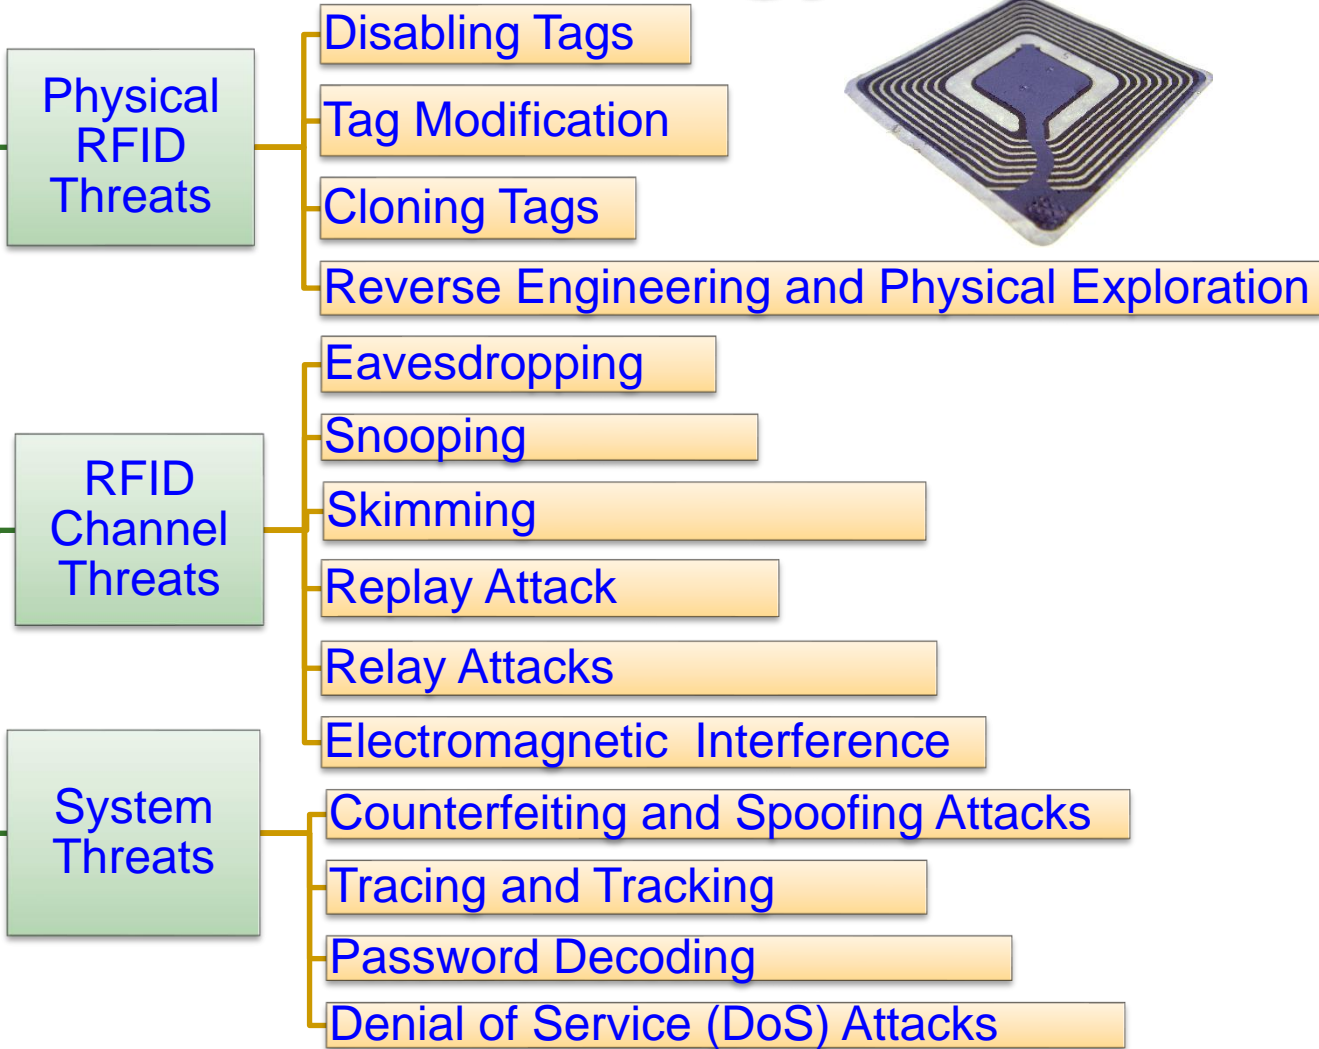 Physical
RFID
Threats
Disabling Tags
Tag Modification
Cloning Tags
Reverse Engineering and Physical Exploration
RFID
Channel
Threats
Eavesdropping
Snooping
Skimming
Replay Attack
Relay Attacks
Electromagnetic Interference
System
Threats
Counterfeiting and Spoofing Attacks
Tracing and Tracking
Password Decoding
Denial of Service (DoS) Attacks